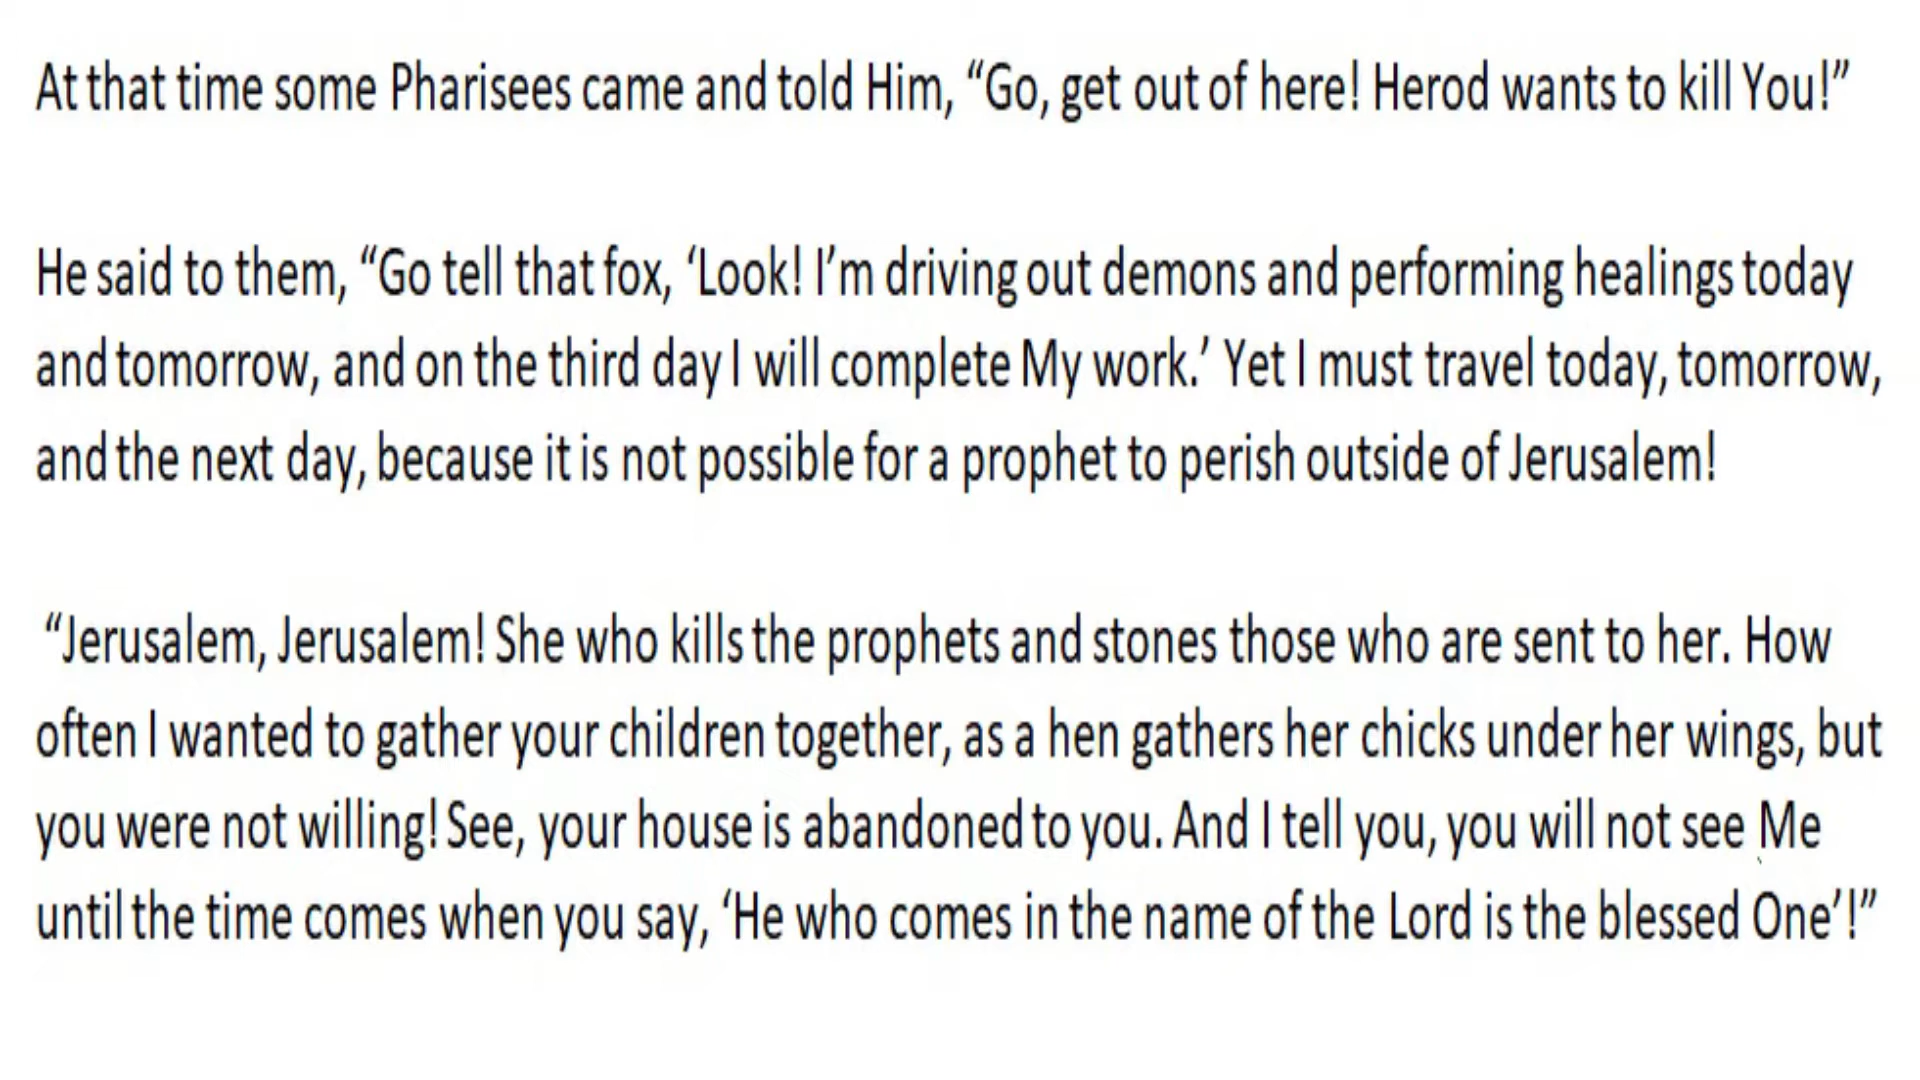 At that time some Pharisees came and told Him, “Go, get out of here! Herod wants to kill You!”
He said to them, “Go tell that fox, ‘Look! I’m driving out demons and performing healings today
and tomorrow, and on the third day I will complete My work.’ Yet I must travel today, tomorrow,
and the next day, because it is not possible for a prophet to perish outside of Jerusalem!
“Jerusalem, Jerusalem! She who kills the prophets and stones those who are sent to her. How
often I wanted to gather your children together, as a hen gathers her chicks under her wings, but
you were not willing! See, your house is abandoned to you. And I tell you, you will not see Me
until the time comes when you say, ‘He who comes in the name of the Lord is the blessed One’!”